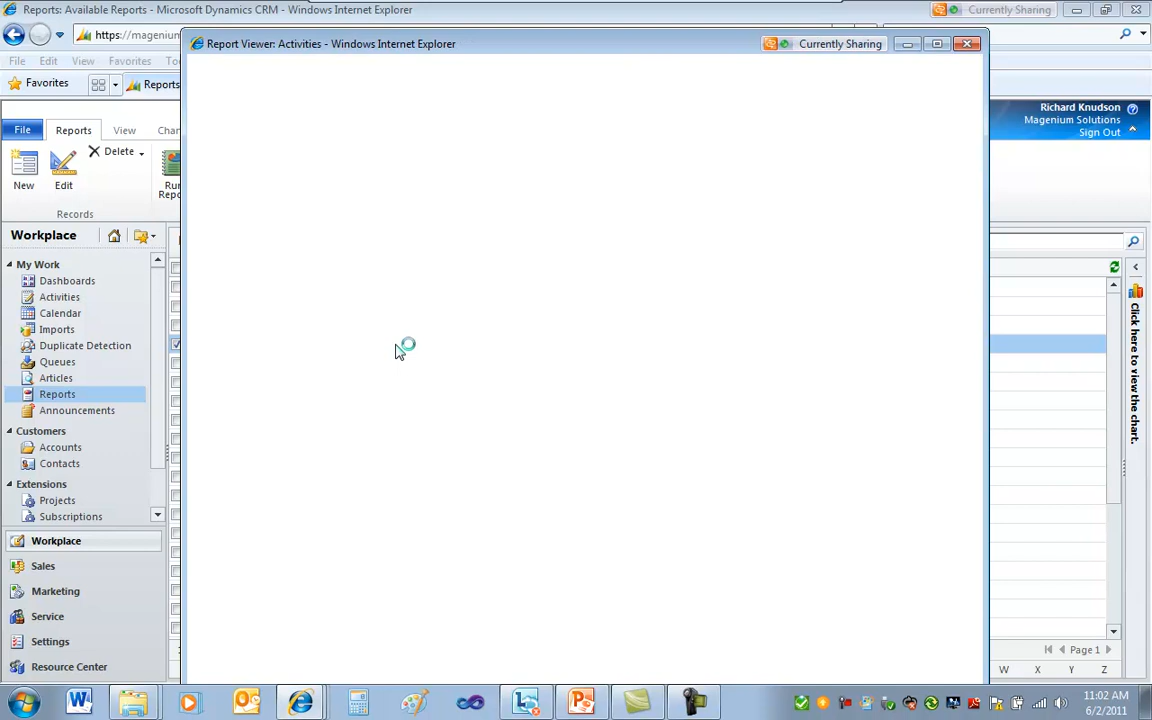 Reports: Available Reports - Microsoft Dynamics CRM - Windows Internet Explorer
Currently Sharing
https://magenium
Report Viewer: Activities - Windows Internet Explorer
Currently Sharing
File Edit View Favorites
Favorites
Reports
Richard Knudson
Magenium Solutions
Sign Out
File Reports View
New
Edit
Delete
Records
Workplace
My Work
Dashboards
Activities
Calendar
Imports
Duplicate Detection
Queues
Articles
Reports
Announcements
Customers
Accounts
Contacts
Extensions
Projects
Subscriptions
Workplace
Sales
Marketing
Service
Settings
Resource Center
Click here to view the chart.
Page 1
W X Y Z
11:02 AM
6/2/2011